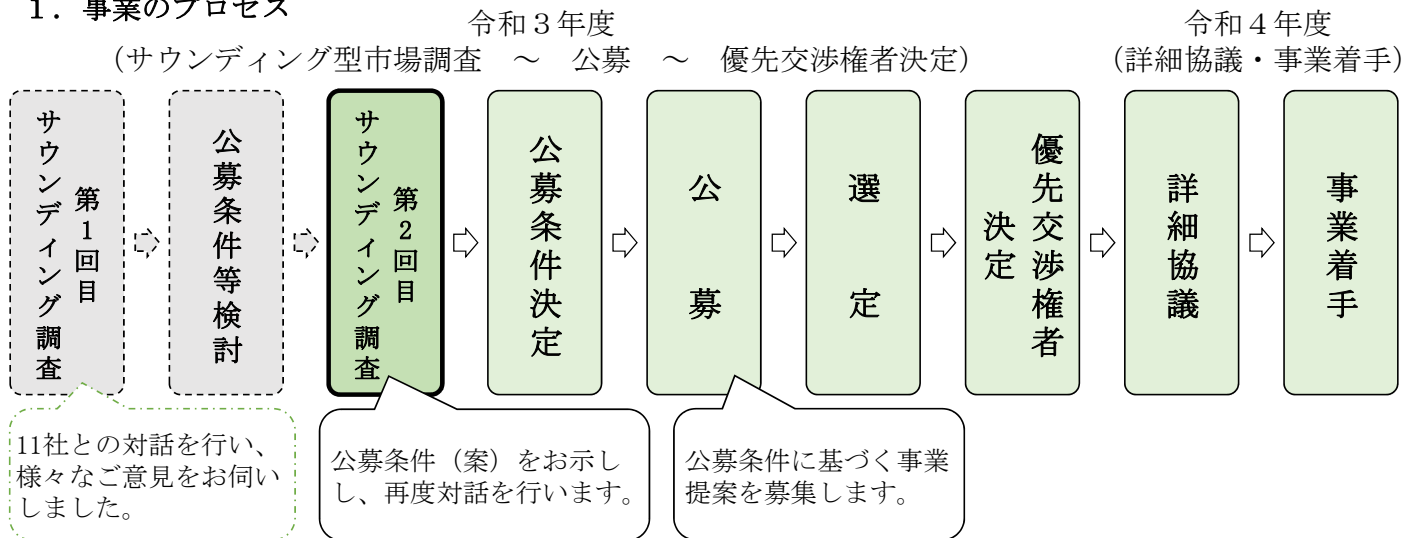 １．事業のプロセス
令和３年度
（サウンディング型市場調査　～　公募　～　優先交渉権者決定）
令和４年度
（詳細協議・事業着手）
第１回目
サウンディング調査
公募条件等検討
第２回目
サウンディング調査
公募条件決定
公募
選定
優先交渉権者
決定
詳細協議
事業着手
11社との対話を行い、
様々なご意見をお伺い
しました。
公募条件（案）をお示し
し、再度対話を行います。
公募条件に基づく事業
提案を募集します。